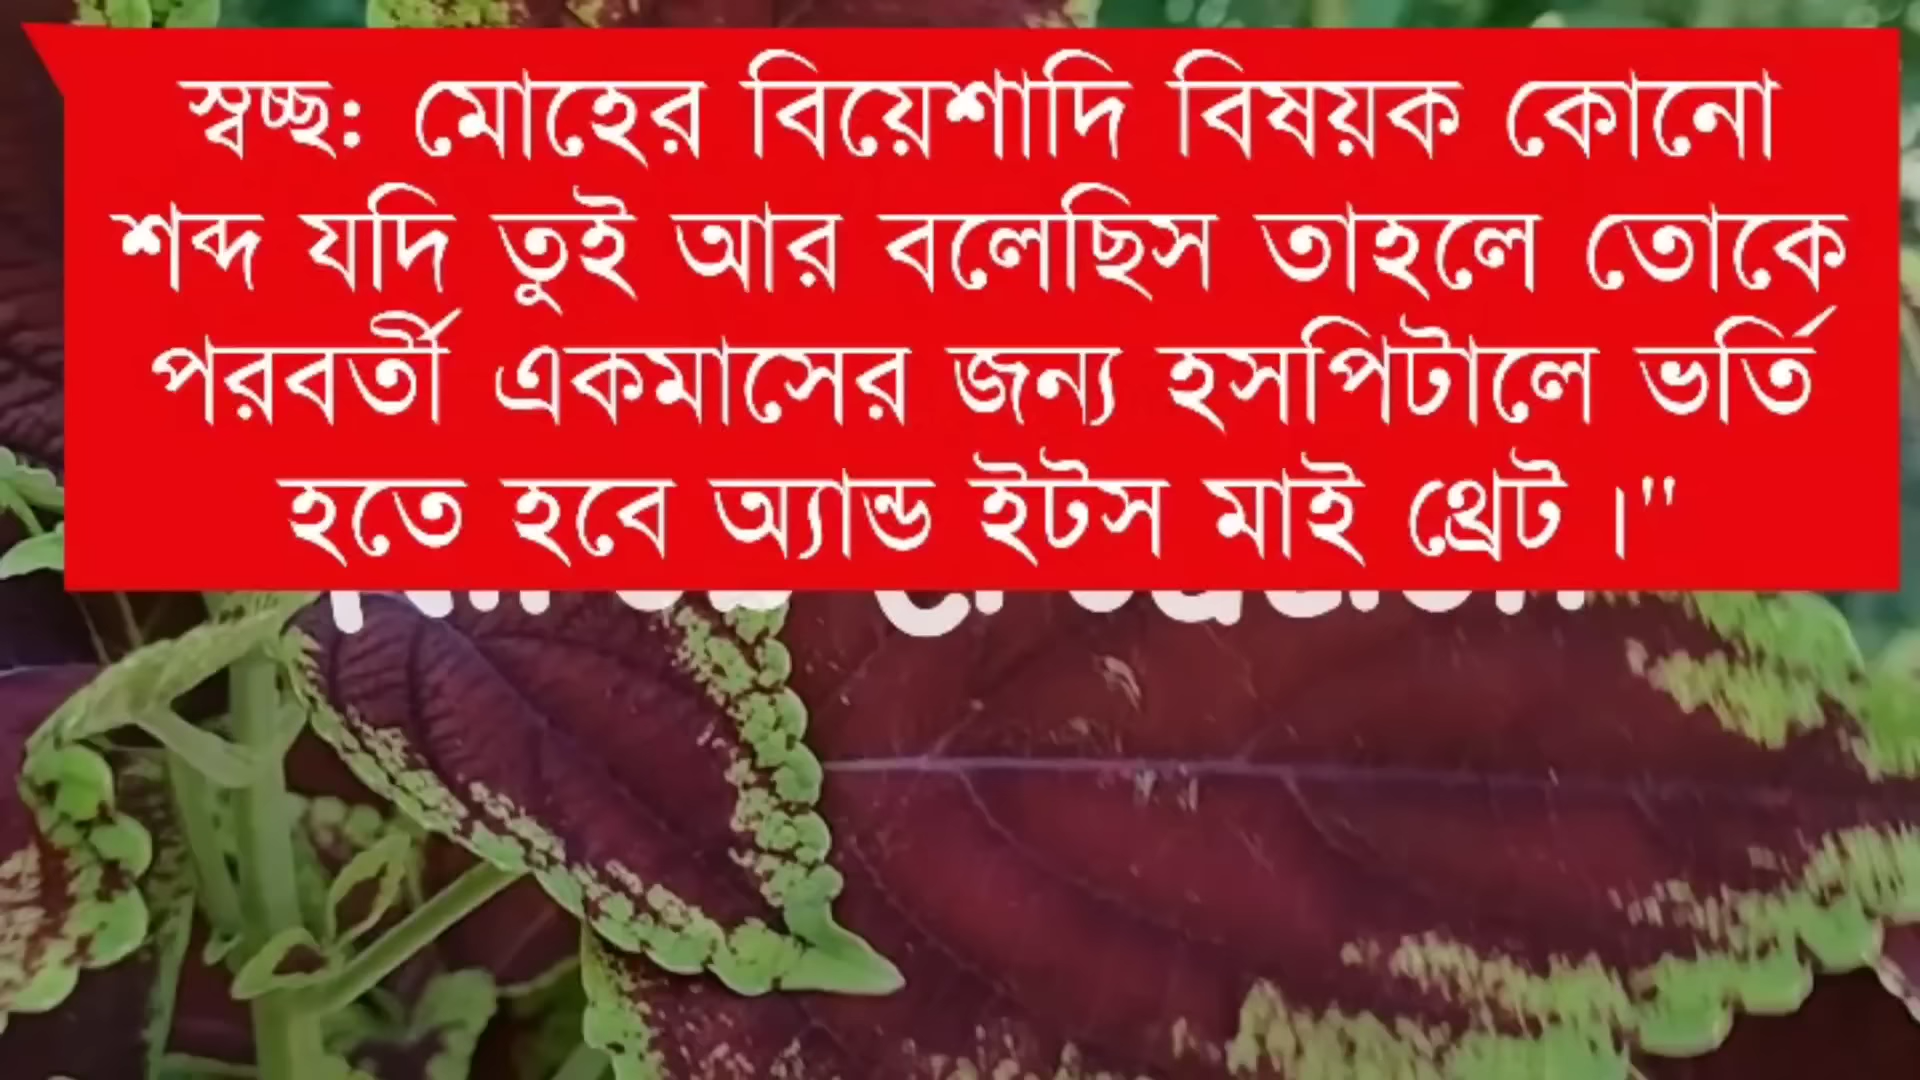 স্বচ্ছ: মোহের বিয়েশাদি বিষয়ক কোনো
শব্দ যদি তুই আর বলেছিস তাহলে তোকে
পরবর্তী একমাসের জন্য হসপিটালে ভর্তি
হতে হবে অ্যান্ড ইটস মাই থ্রেট ।"